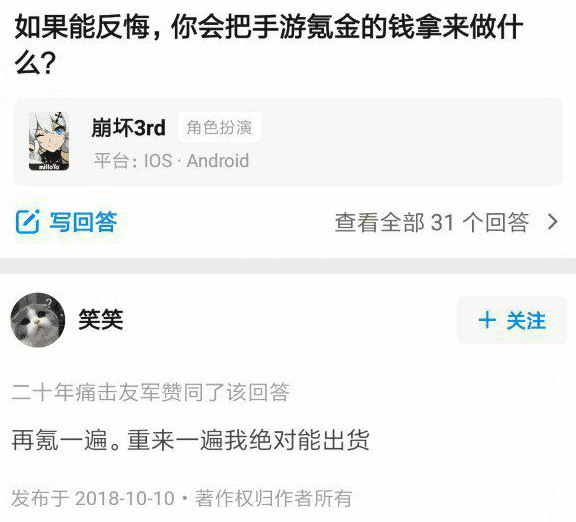 如果能反悔，你会把手游氪金的钱拿来做什
么？
崩坏3rd 角色扮演
miHoYo
平台：IOS · Android
写回答 查看全部 31 个回答 >
?
笑笑 + 关注
二十年痛击友军赞同了该回答
再氪一遍。重来一遍我绝对能出货
发布于 2018-10-10 · 著作权归作者所有